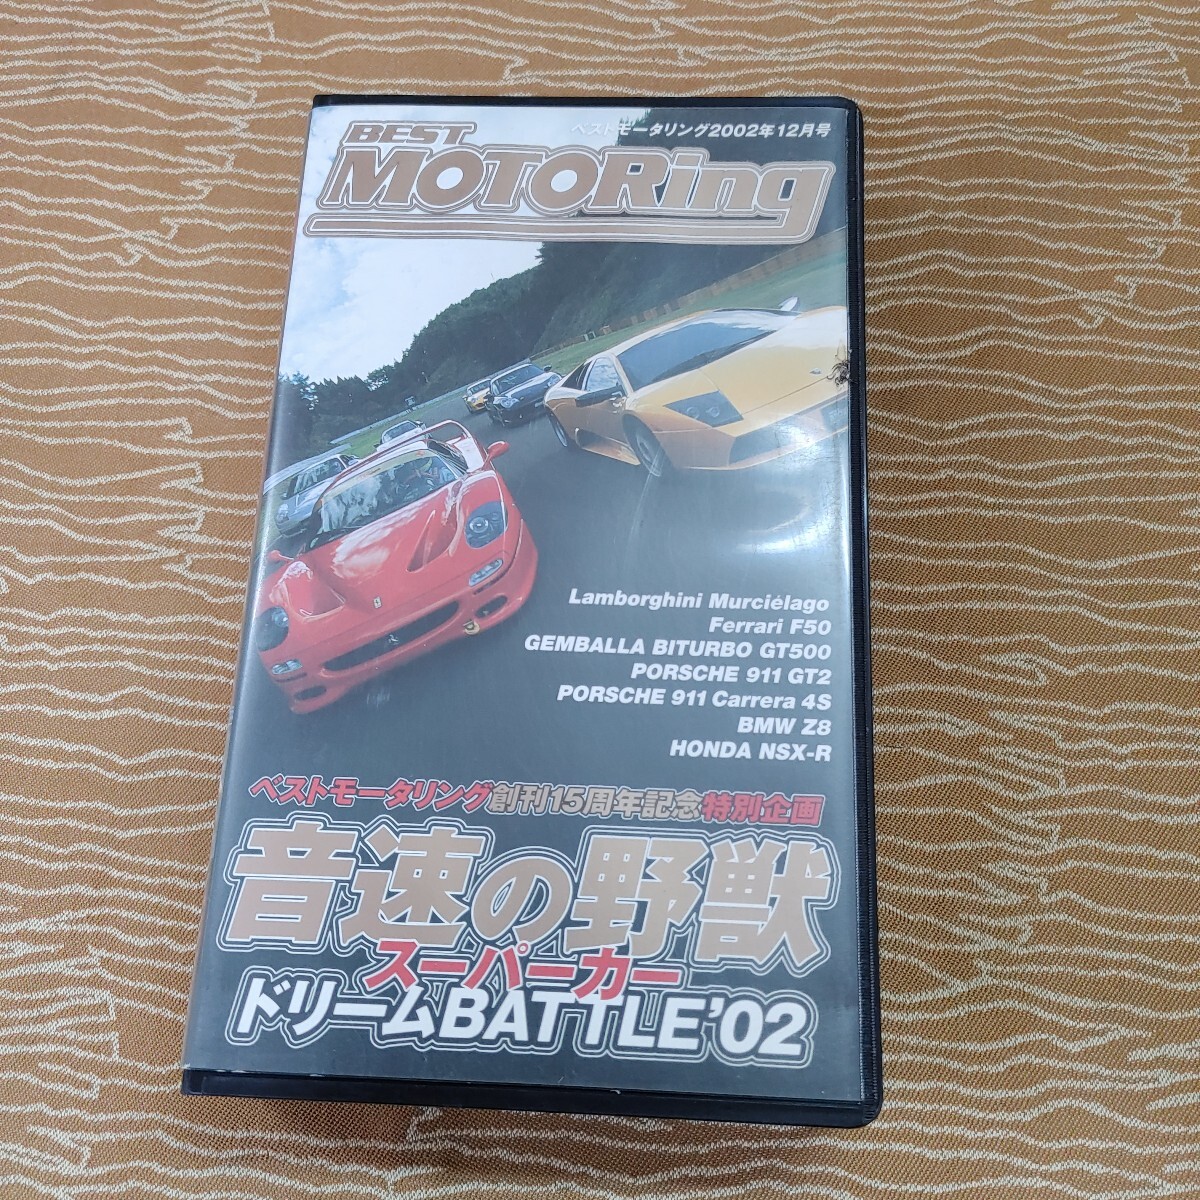 ベストモータリング2002年12月号
BEST
MOTORing
Lamborghini Murciélago
Ferrari F50
GEMBALLA BITURBO GT500
PORSCHE 911 GT2
PORSCHE 911 Carrera 4S
BMW Z8
HONDA NSX-R
ベストモータリング創刊15周年記念特別企画
音速の野獣
スーパーカー
ドリームBATTLE'02